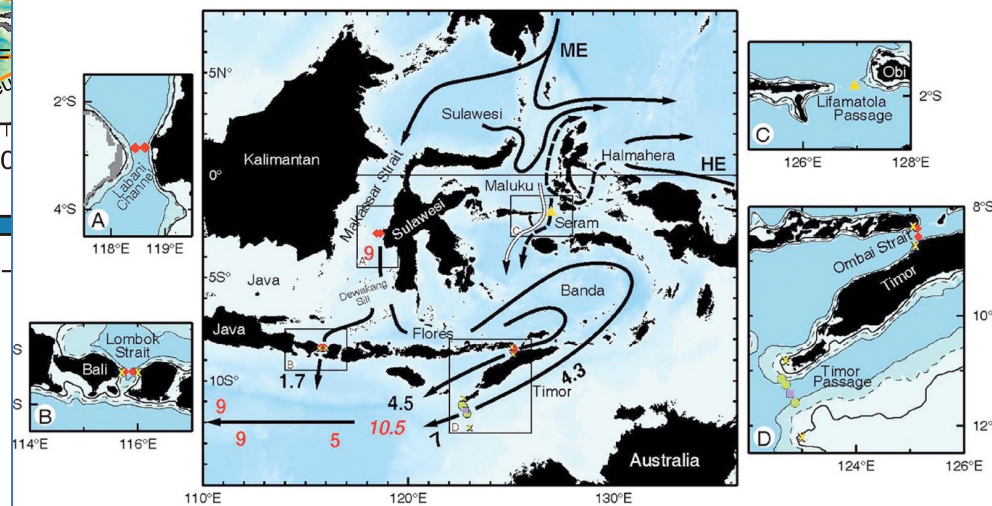 eu
0
2°S
4°S
118°E
119°E
Labani
Channel
A
S
S
Lombok
Strait
Bali
B
114°E
116°E
5N°
0°
5°S
10°S
110°E
120°E
130°E
ME
Sulawesi
Kalimantan
Makassar Strait
Halmahera
HE
Maluku
Sulawesi
C
Seram
9
A
Java
Dewakang
Sill
Banda
Java
Flores
B
1.7
4.5
4.3
Timor
9
9
5
10.5
7
D
Australia
Obi
Lifamatola
Passage
2°S
C
126°E
128°E
8°S
Ombai Strait
Timor
10°
Timor
Passage
12°
D
124°E
126°E